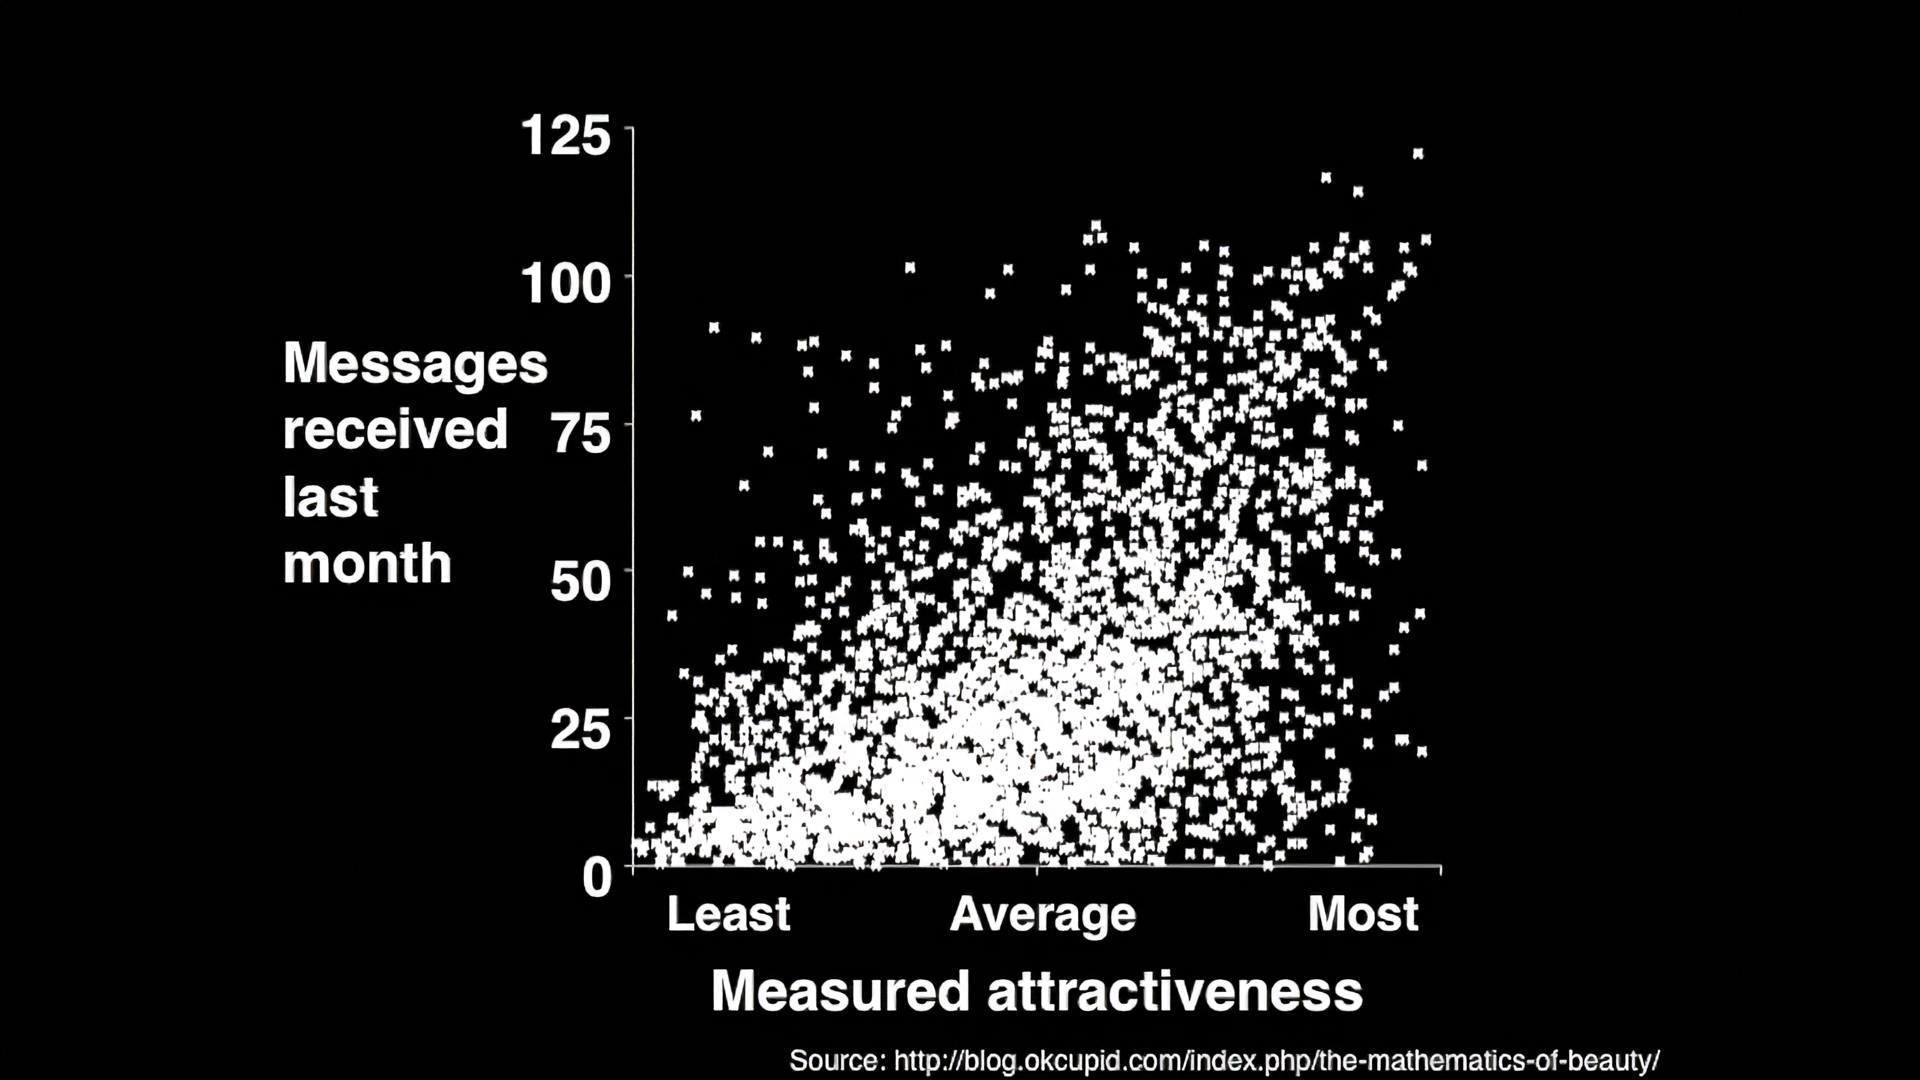 125
100
Messages
received
last
month
75
50
25
0
Least Average Most
Measured attractiveness
Source: http://blog.okcupid.com/index.php/the-mathematics-of-beauty/